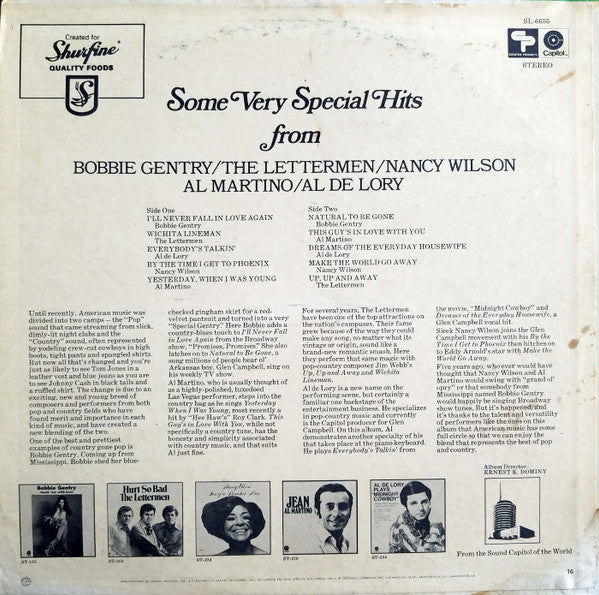 Created for
Shurfine
QUALITY FOODS
S
SL-6655
CP
CREATIVE PRODUCTS
Capitol
STEREO
Some Very Special Hits
from
BOBBIE GENTRY/THE LETTERMEN/NANCY WILSON
AL MARTINO/AL DE LORY
Side One
I'LL NEVER FALL IN LOVE AGAIN
Bobbie Gentry
WICHITA LINEMAN
The Lettermen
EVERYBODY'S TALKIN'
Al de Lory
BY THE TIME I GET TO PHOENIX
Nancy Wilson
YESTERDAY, WHEN I WAS YOUNG
Al Martino
Side Two
NATURAL TO BE GONE
Bobbie Gentry
THIS GUY'S IN LOVE WITH YOU
Al Martino
DREAMS OF THE EVERYDAY HOUSEWIFE
Al de Lory
MAKE THE WORLD GO AWAY
Nancy Wilson
UP, UP AND AWAY
The Lettermen
Until recently, American music was
divided into two camps – the "Pop"
sound that came streaming from slick,
dimly-lit night clubs and the
"Country" sound, often represented
by yodeling crew-cut cowboys in high
boots, tight pants and spangled shirts.
But now all that's changed and you're
just as likely to see Tom Jones in a
leather vest and blue jeans as you are
to see Johnny Cash in black tails and
a ruffled shirt. The changes are due to
an exciting, new and young breed of
composers and performers from both
pop and country fields who have
found merit and importance in each
kind of music, and have created a
new blending of the two.
One of the best and prettiest
examples of country gone pop is
Bobbie Gentry. Coming up from
Mississippi, Bobbie shed her blue-
checked gingham skirt for a red-
velvet pantsuit and turned into a very
"Special Gentry." Here Bobbie adds a
country-blues touch to I'll Never Fall
in Love Again from the Broadway
show, "Promises, Promises." She also
latches on to Natural to Be Gone, a
song millions of people hear of
Arkansas boy, Glen Campbell, sing on
his weekly TV show.
Al Martino, who is usually thought of
as a highly-polished, tuxedoed
Las Vegas performer, steps into the
country bag as he sings Yesterday
When I Was Young, most recently a
hit by "Hee Haw's" Roy Clark. This
Guy's in Love With You, while not
specifically a country tune, has the
honesty and simplicity associated
with country music, and that suits
Al just fine.
For several years, The Lettermen
have been one of the top attractions on
the nation's campuses. Their fame
grew because of the way they could
make any song, no matter what its
vintage or origin, sound like a
brand-new romantic smash. Here
they perform that same magic with
pop-country composer Jim Webb's
Up, Up and Away and Wichita
Lineman.
Al de Lory is a new name on the
performing scene, but certainly a
familiar one backstage of the
entertainment business. He specializes
in pop-country music and currently
is the Capitol producer for Glen
Campbell. On this album, Al
demonstrates another specialty of his
that takes place at the piano keyboard.
He plays Everybody's Talkin' from
the movie, "Midnight Cowboy" and
Dreams of the Everyday Housewife, a
Glen Campbell vocal hit.
Sleek Nancy Wilson joins the Glen
Campbell movement with his By the
Time I Get to Phoenix then hitches on
to Eddy Arnold's star with Make the
World Go Away.
Five years ago, who ever would have
thought that Nancy Wilson and Al
Martino would swing with "grand ol'
opry" or that somebody from
Mississippi named Bobbie Gentry
would happily be singing Broadway
show tunes. But it's happened, and
it's thanks to the talent and versatility
of performers like the ones on this
album that American music has come
full circle so that we can enjoy the
blend that represents the best of pop
and country.
Bobbie Gentry
touch 'em with love
ST-155
Hurt So Bad
The Lettermen
ST-269
Nancy Wilson
ST-234
JEAN
AL MARTINO
AL DE LORY
PLAYS
"MIDNIGHT
COWBOY"
Album Director:
ERNEST K. DOMINY
From the Sound Capitol of the World
16